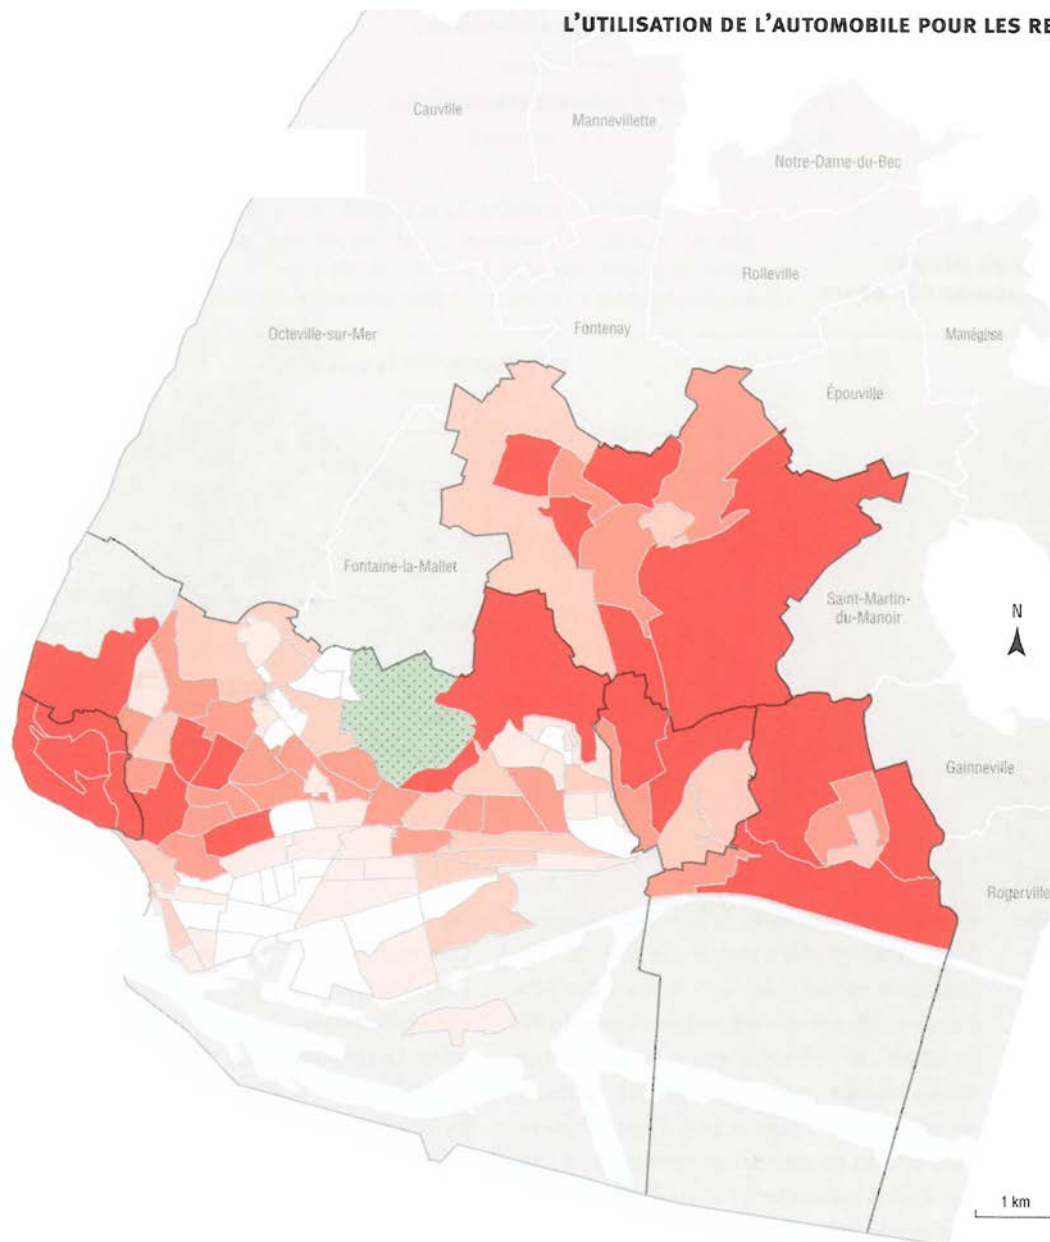 L'UTILISATION DE L'AUTOMOBILE POUR LES RE
Cauville
Mannevillette
Notre-Dame-du-Bec
Rolleville
Octeville-sur-Mer
Fontenay
Manéglise
Épouville
Fontaine-la-Mallet
Saint-Martin-
du-Manoir
N
Gainneville
Rogerville
1 km